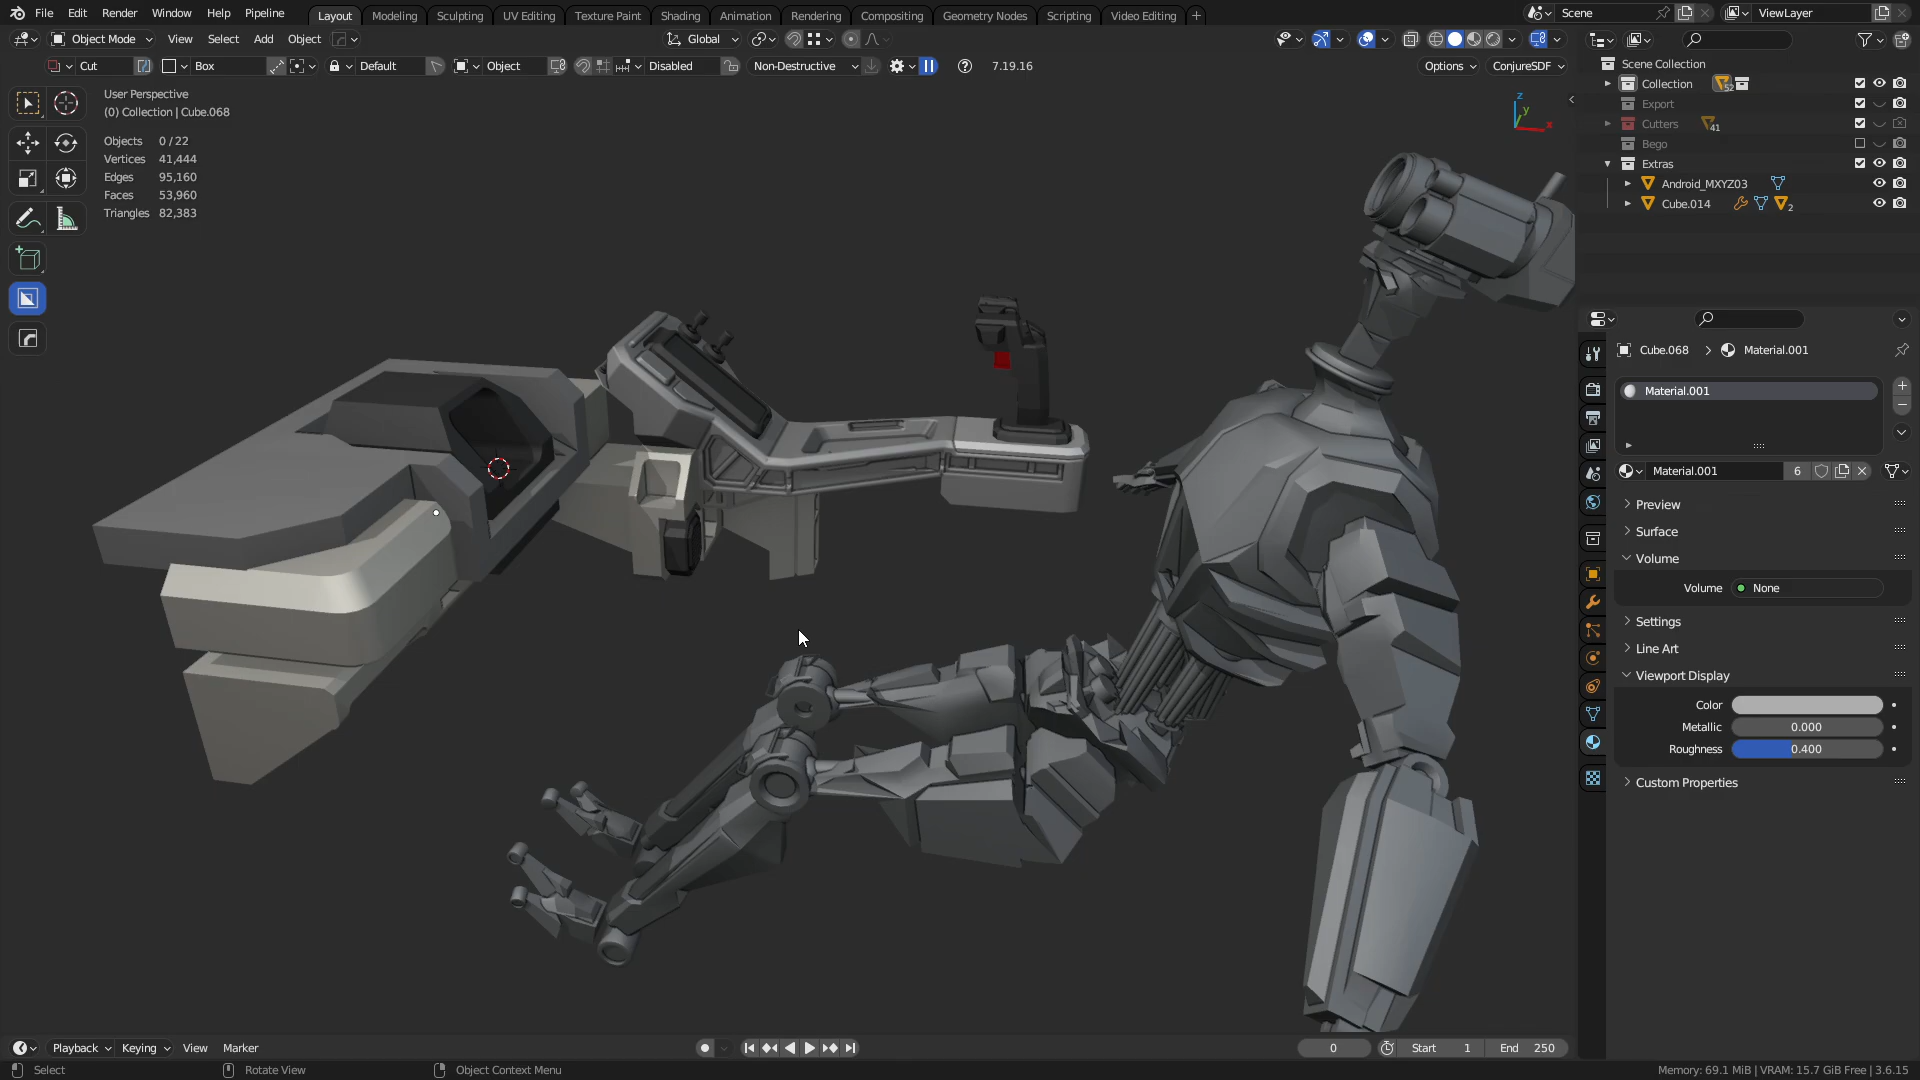 File Edit Render Window Help Pipeline Layout Modeling Sculpting UV Editing Texture Paint Shading Animation Rendering Compositing Geometry Nodes Scripting Video Editing + Scene ViewLayer
Object Mode View Select Add Object Global
Cut Box Default Object Disabled Non-Destructive 7.19.16 Options ConjureSDF
User Perspective
(0) Collection | Cube.068
Objects 0 / 22
Vertices 41,444
Edges 95,160
Faces 53,960
Triangles 82,383
Z
Y
X
Scene Collection
Collection 52
Export
Cutters 41
Bego
Extras
Android_MXYZ03
Cube.014 2
Cube.068 > Material.001
Material.001
Material.001 6
Preview
Surface
Volume
Volume None
Settings
Line Art
Viewport Display
Color
Metallic 0.000
Roughness 0.400
Custom Properties
Playback Keying View Marker 0 Start 1 End 250
Select Rotate View Object Context Menu Memory: 69.1 MiB | VRAM: 15.7 GiB Free | 3.6.15